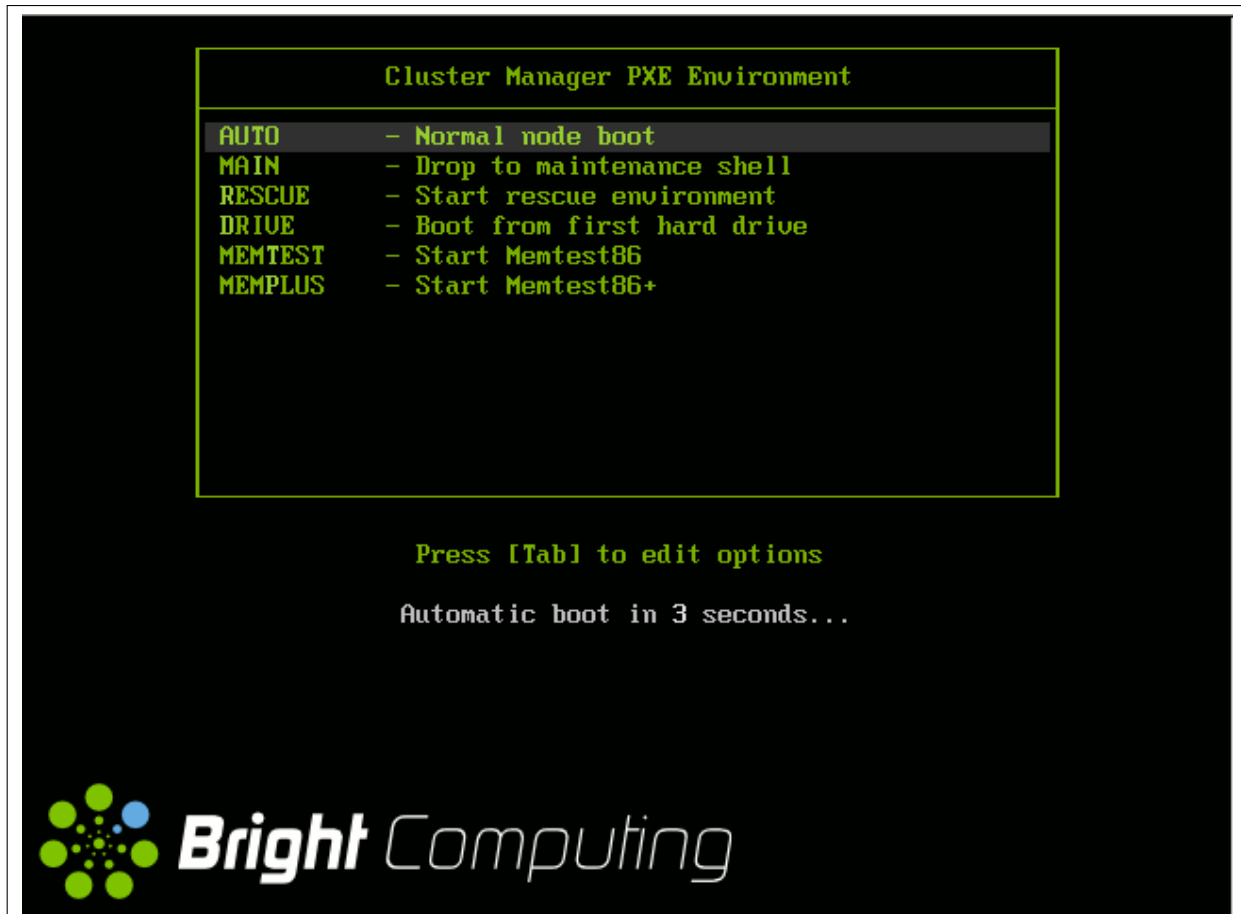 Cluster Manager PXE Environment
AUTO - Normal node boot
MAIN - Drop to maintenance shell
RESCUE - Start rescue environment
DRIVE - Boot from first hard drive
MEMTEST - Start Memtest86
MEMPLUS - Start Memtest86+
Press [Tab] to edit options
Automatic boot in 3 seconds...
Bright Computing